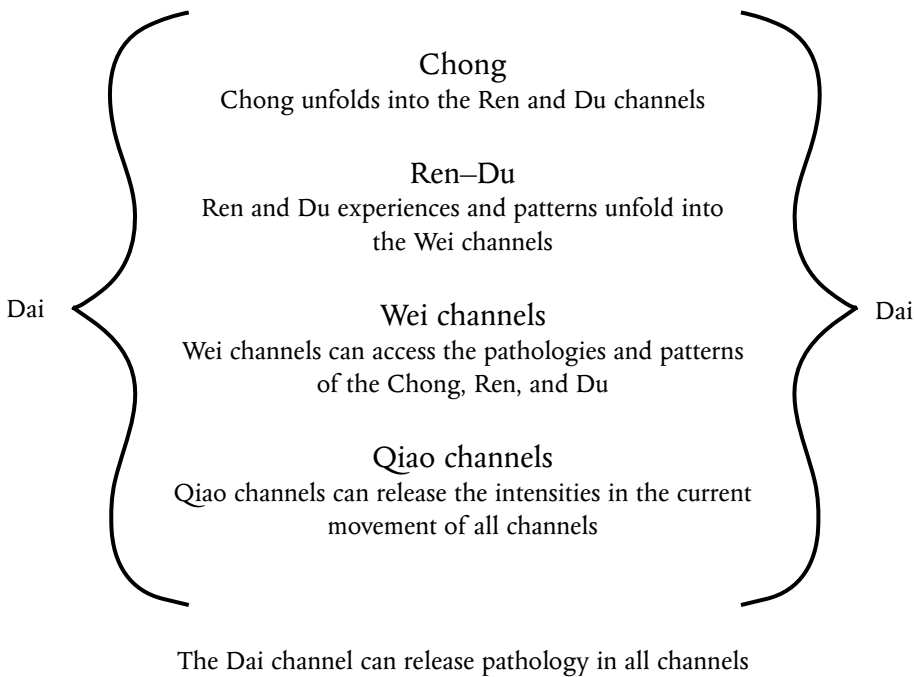 Chong
Chong unfolds into the Ren and Du channels
Ren–Du
Ren and Du experiences and patterns unfold into
the Wei channels
Dai
Dai
Wei channels
Wei channels can access the pathologies and patterns
of the Chong, Ren, and Du
Qiao channels
Qiao channels can release the intensities in the current
movement of all channels
The Dai channel can release pathology in all channels